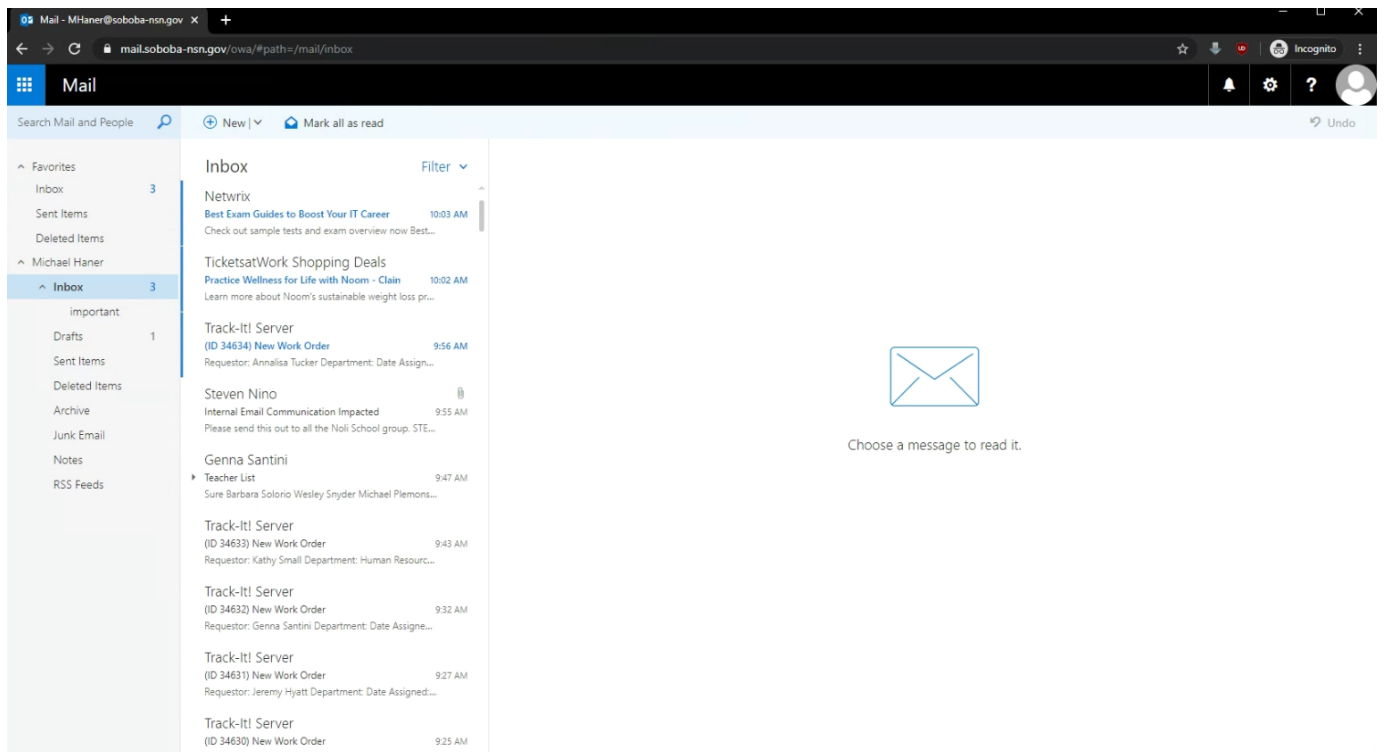 Mail - MHaner@soboba-nsn.gov
mail.soboba-nsn.gov/owa/#path=/mail/inbox
Incognito
Mail
?
Search Mail and People
New
Mark all as read
Undo
Favorites
Inbox 3
Sent Items
Deleted Items
Michael Haner
Inbox 3
important
Drafts 1
Sent Items
Deleted Items
Archive
Junk Email
Notes
RSS Feeds
Inbox Filter
Netwrix
Best Exam Guides to Boost Your IT Career 10:03 AM
Check out sample tests and exam overview now Best...
TicketsatWork Shopping Deals
Practice Wellness for Life with Noom - Clain 10:02 AM
Learn more about Noom's sustainable weight loss pr...
Track-It! Server
(ID 34634) New Work Order 9:56 AM
Requestor: Annalisa Tucker Department: Date Assign...
Steven Nino
Internal Email Communication Impacted 9:55 AM
Please send this out to all the Noli School group. STE...
Genna Santini
Teacher List 9:47 AM
Sure Barbara Solorio Wesley Snyder Michael Plemons...
Track-It! Server
(ID 34633) New Work Order 9:43 AM
Requestor: Kathy Small Department: Human Resourc...
Track-It! Server
(ID 34632) New Work Order 9:32 AM
Requestor: Genna Santini Department: Date Assigne...
Track-It! Server
(ID 34631) New Work Order 9:27 AM
Requestor: Jeremy Hyatt Department: Date Assigned:...
Track-It! Server
(ID 34630) New Work Order 9:25 AM
Choose a message to read it.